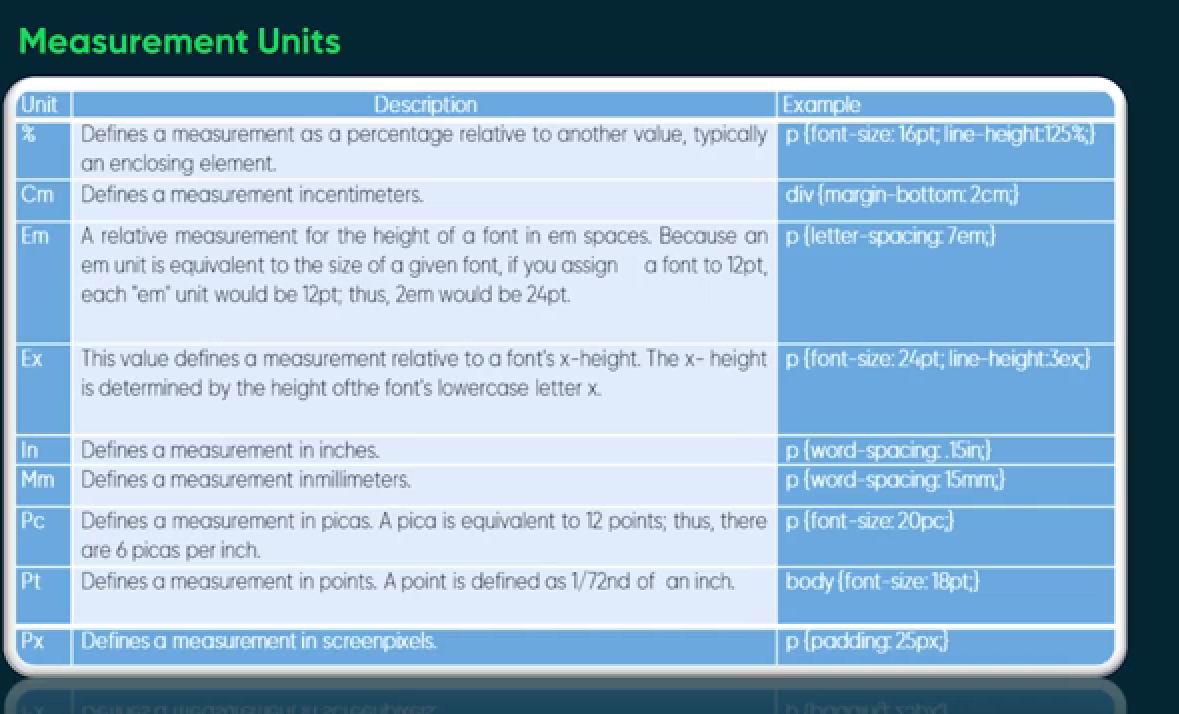 Measurement Units
Unit Description Example
% Defines a measurement as a percentage relative to another value, typically p {font-size: 16pt; line-height:125%;}
an enclosing element.
Cm Defines a measurement incentimeters. div {margin-bottom: 2cm;}
Em A relative measurement for the height of a font in em spaces. Because an p {letter-spacing: 7em;}
em unit is equivalent to the size of a given font, if you assign a font to 12pt,
each "em" unit would be 12pt; thus, 2em would be 24pt.
Ex This value defines a measurement relative to a font's x-height. The x- height p {font-size: 24pt; line-height:3ex;}
is determined by the height ofthe font's lowercase letter x.
In Defines a measurement in inches. p {word-spacing: .15in;}
Mm Defines a measurement inmillimeters. p {word-spacing: 15mm;}
Pc Defines a measurement in picas. A pica is equivalent to 12 points; thus, there p {font-size: 20pc;}
are 6 picas per inch.
Pt Defines a measurement in points. A point is defined as 1/72nd of an inch. body {font-size: 18pt;}
Px Defines a measurement in screenpixels. p {padding: 25px;}